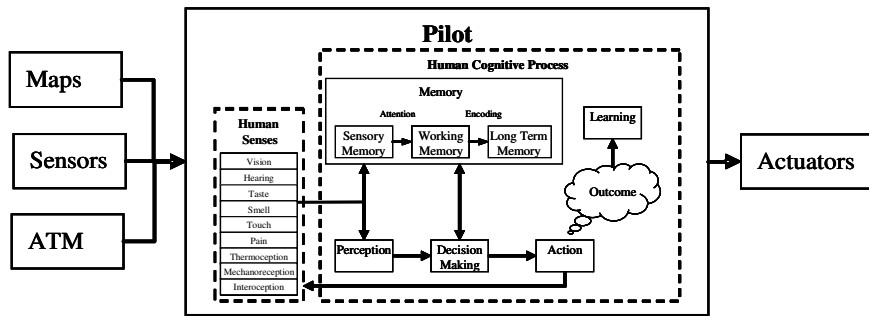 Pilot
Maps
Sensors
ATM
Human
Senses
Vision
Hearing
Taste
Smell
Touch
Pain
Thermoception
Mechanoreception
Interoception
Human Cognitive Process
Memory
Attention
Encoding
Sensory
Memory
Working
Memory
Long Term
Memory
Learning
Outcome
Perception
Decision
Making
Action
Actuators